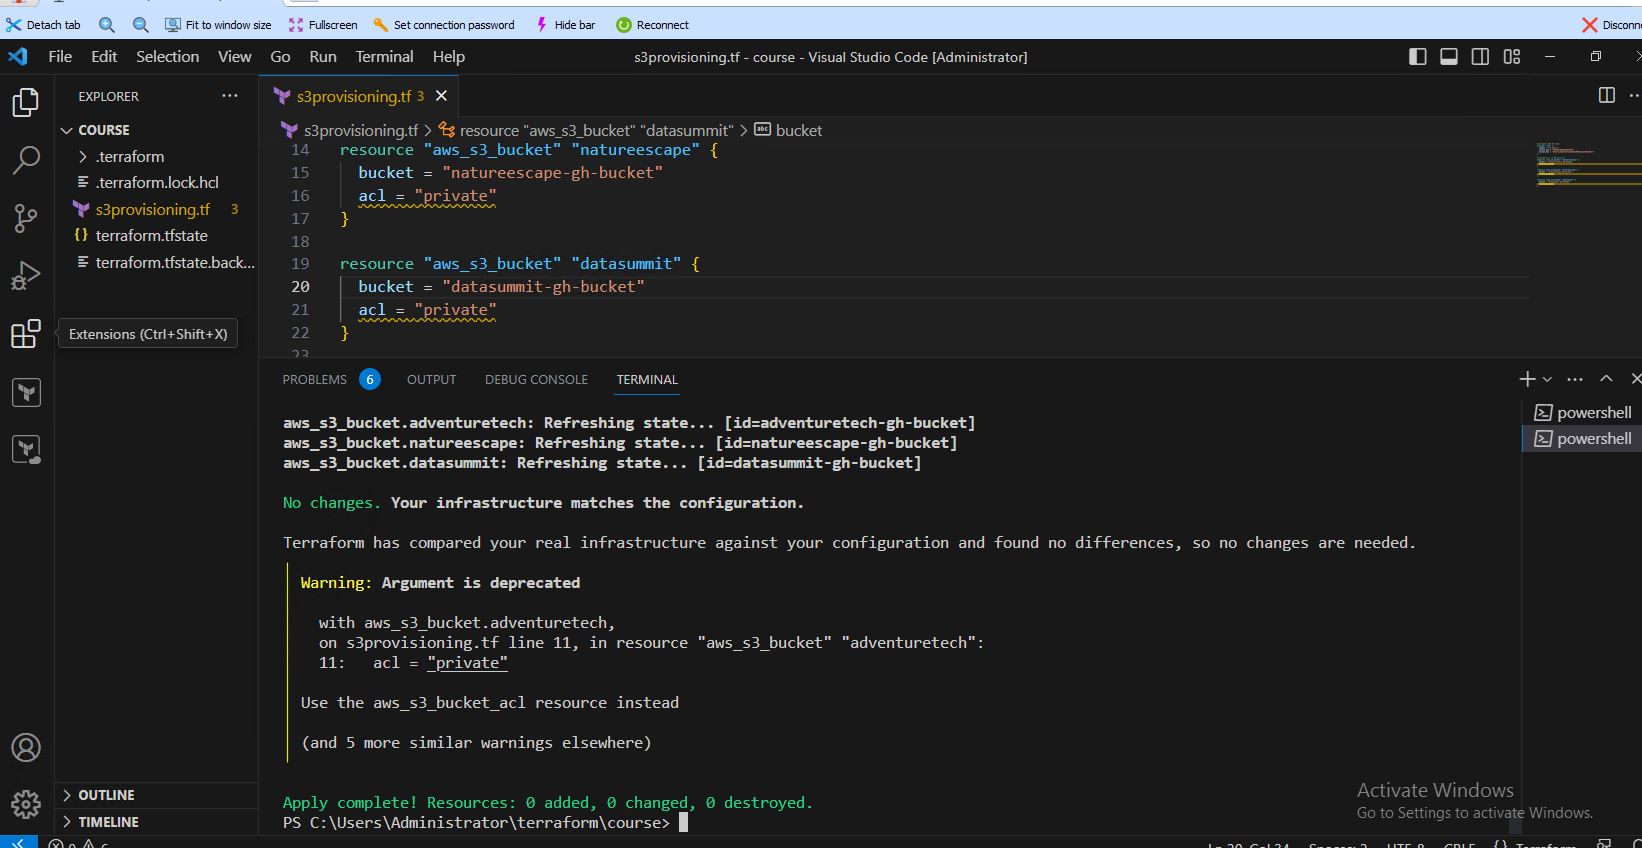 Detach tab
Fit to window size
Fullscreen
Set connection password
Hide bar
Reconnect
Disconn
File Edit Selection View Go Run Terminal Help
s3provisioning.tf - course - Visual Studio Code [Administrator]
EXPLORER
s3provisioning.tf 3
COURSE
s3provisioning.tf > resource "aws_s3_bucket" "datasummit" > bucket
.terraform
.terraform.lock.hcl
s3provisioning.tf 3
terraform.tfstate
terraform.tfstate.back...
Extensions (Ctrl+Shift+X)
14 resource "aws_s3_bucket" "natureescape" {
15 bucket = "natureescape-gh-bucket"
16 acl = "private"
17 }
18
19 resource "aws_s3_bucket" "datasummit" {
20 bucket = "datasummit-gh-bucket"
21 acl = "private"
22 }
23
PROBLEMS 6 OUTPUT DEBUG CONSOLE TERMINAL
powershell
powershell
aws_s3_bucket.adventuretech: Refreshing state... [id=adventuretech-gh-bucket]
aws_s3_bucket.natureescape: Refreshing state... [id=natureescape-gh-bucket]
aws_s3_bucket.datasummit: Refreshing state... [id=datasummit-gh-bucket]
No changes. Your infrastructure matches the configuration.
Terraform has compared your real infrastructure against your configuration and found no differences, so no changes are needed.
Warning: Argument is deprecated
with aws_s3_bucket.adventuretech,
on s3provisioning.tf line 11, in resource "aws_s3_bucket" "adventuretech":
11: acl = "private"
Use the aws_s3_bucket_acl resource instead
(and 5 more similar warnings elsewhere)
Apply complete! Resources: 0 added, 0 changed, 0 destroyed.
PS C:\Users\Administrator\terraform\course>
OUTLINE
TIMELINE
Activate Windows
Go to Settings to activate Windows.